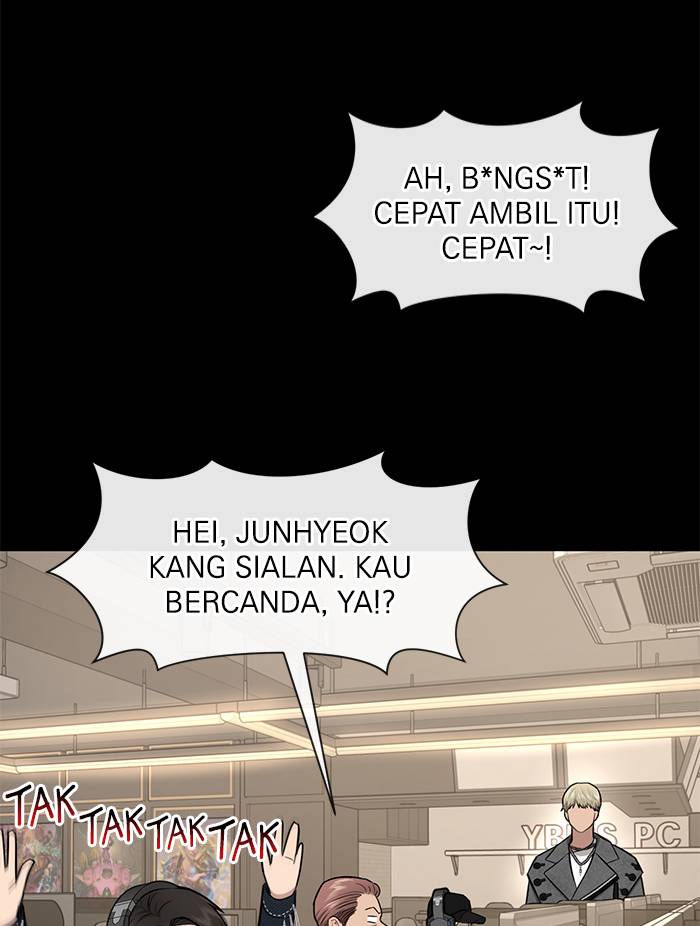 AH, B*NGS*T!
CEPAT AMBIL ITU!
CEPAT~!
HEI, JUNHYEOK
KANG SIALAN. KAU
BERCANDA, YA!?
TAK TAK TAK TAK
PC